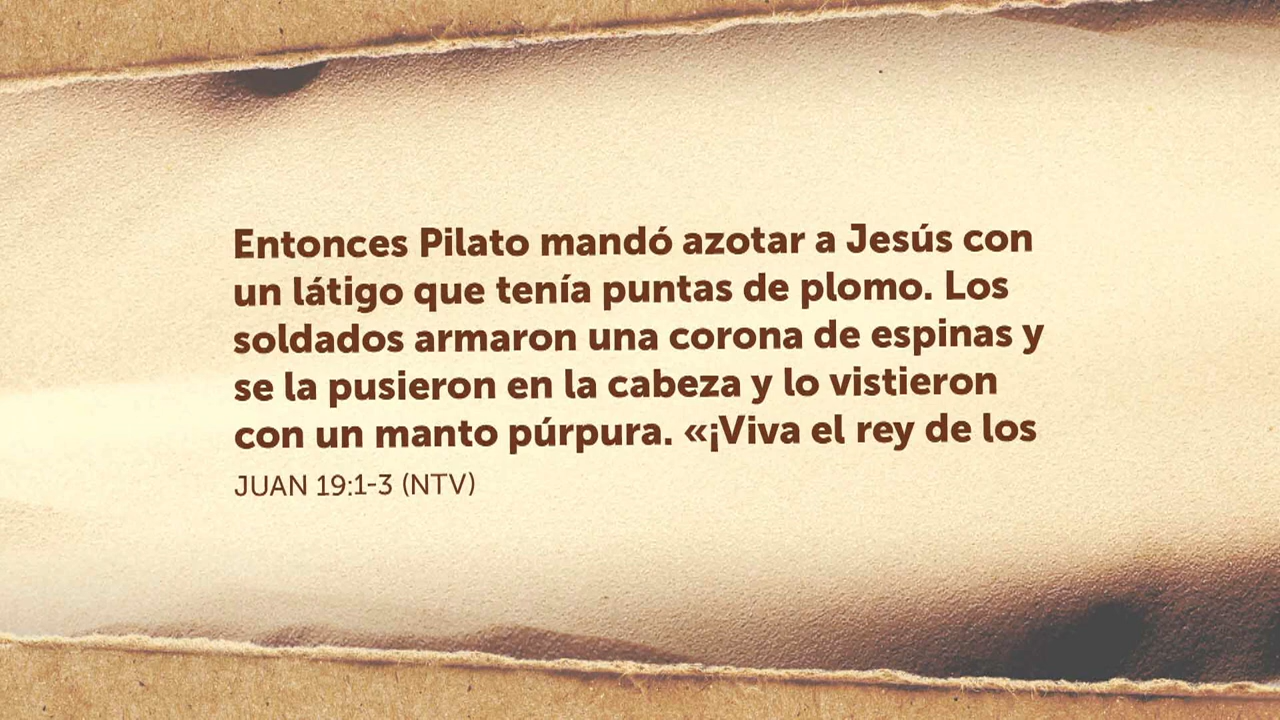 Entonces Pilato mandó azotar a Jesús con
un látigo que tenía puntas de plomo. Los
soldados armaron una corona de espinas y
se la pusieron en la cabeza y lo vistieron
con un manto púrpura. «¡Viva el rey de los
JUAN 19:1-3 (NTV)